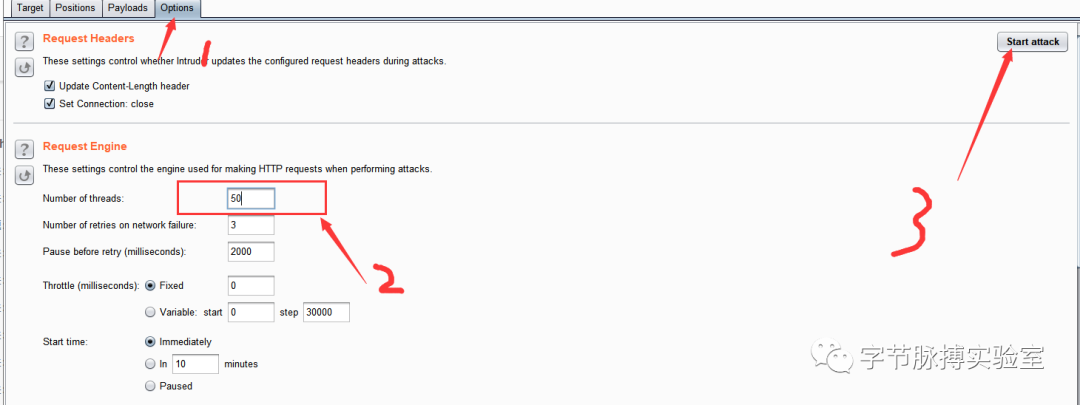 Target Positions Payloads Options
? Request Headers
Start attack
1
These settings control whether Intruder updates the configured request headers during attacks.
Update Content-Length header
Set Connection: close
? Request Engine
These settings control the engine used for making HTTP requests when performing attacks.
Number of threads: 50
Number of retries on network failure: 3
Pause before retry (milliseconds): 2000
2
3
Throttle (milliseconds): Fixed 0
Variable: start 0 step 30000
Start time: Immediately
In 10 minutes
Paused
字节脉搏实验室